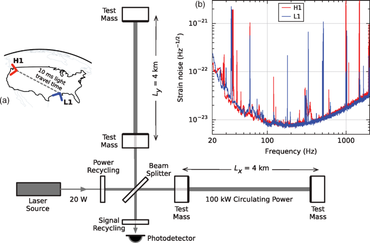 H1
10 ms light
travel time
L1
(a)
Test
Mass
Ly = 4 km
Test
Mass
Power
Recycling
Beam
Splitter
Lx = 4 km
Laser
Source
20 W
Test
Mass
100 kW Circulating Power
Test
Mass
Signal
Recycling
Photodetector
(b)
H1
L1
Strain noise (Hz-1/2)
10-21
10-22
10-23
20
100
1000
Frequency (Hz)